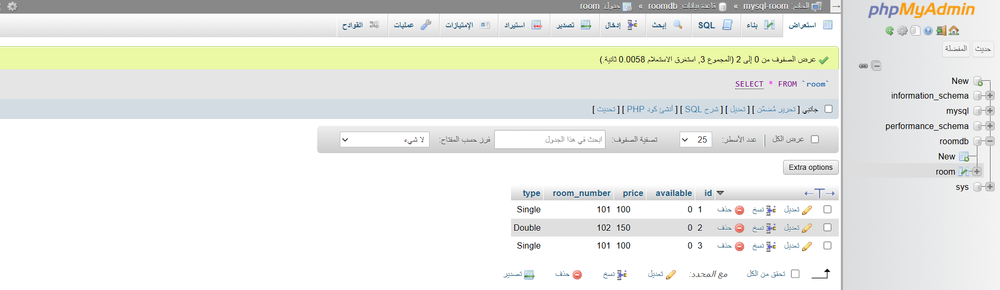 الخادم: mysql-room » قاعدة بيانات: roomdb » جدول: room
استعراض بناء SQL إبحث إدخال تصدير استيراد الإمتيازات عمليات القوادح
عرض الصفوف من 0 إلى 2 (المجموع 3, استغرق الاستعلام 0.0058 ثانية.)
SELECT * FROM `room`
جانبي [ تحرير مُضمّن ] [ تعديل ] [ شرح SQL ] [ أنشئ كود PHP ] [ تحديث ]
عرض الكل | عدد الأسطر: 25 تصفية الصفوف: ابحث في هذا الجدول فرز حسب المفتاح: لا شيء
Extra options
type room_number price available id
Single 101 100 0 1 حذف نسخ تعديل
Double 102 150 0 2 حذف نسخ تعديل
Single 101 100 0 3 حذف نسخ تعديل
تحقق من الكل مع المحدد: تعديل نسخ حذف تصدير
phpMyAdmin
حديث المفضلة
New
information_schema
mysql
performance_schema
roomdb
New
room
sys